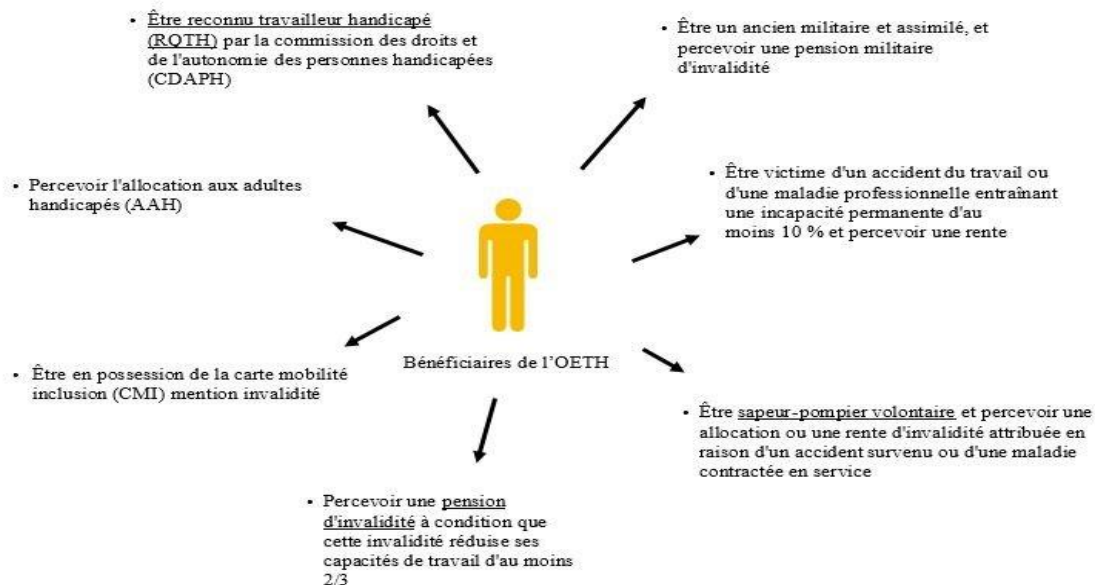 • Être reconnu travailleur handicapé
(RQTH) par la commission des droits et
de l'autonomie des personnes handicapées
(CDAPH)
• Être un ancien militaire et assimilé, et
percevoir une pension militaire
d'invalidité
• Percevoir l'allocation aux adultes
handicapés (AAH)
• Être victime d'un accident du travail ou
d'une maladie professionnelle entraînant
une incapacité permanente d'au
moins 10 % et percevoir une rente
Bénéficiaires de l'OETH
• Être en possession de la carte mobilité
inclusion (CMI) mention invalidité
• Être sapeur-pompier volontaire et percevoir une
allocation ou une rente d'invalidité attribuée en
raison d'un accident survenu ou d'une maladie
contractée en service
• Percevoir une pension
d'invalidité à condition que
cette invalidité réduise ses
capacités de travail d'au moins
2/3